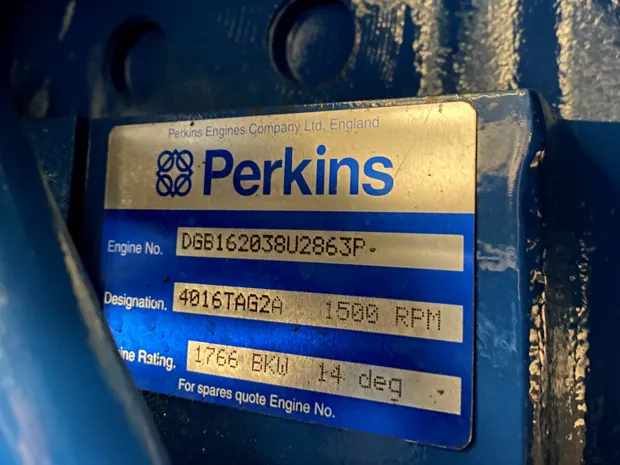 Perkins Engines Company Ltd, England
Perkins
Engine No. DGB162038U2863P.
Designation. 4016TAG2A 1500 RPM
ine Rating. 1766 BKW 14 deg
For spares quote Engine No.